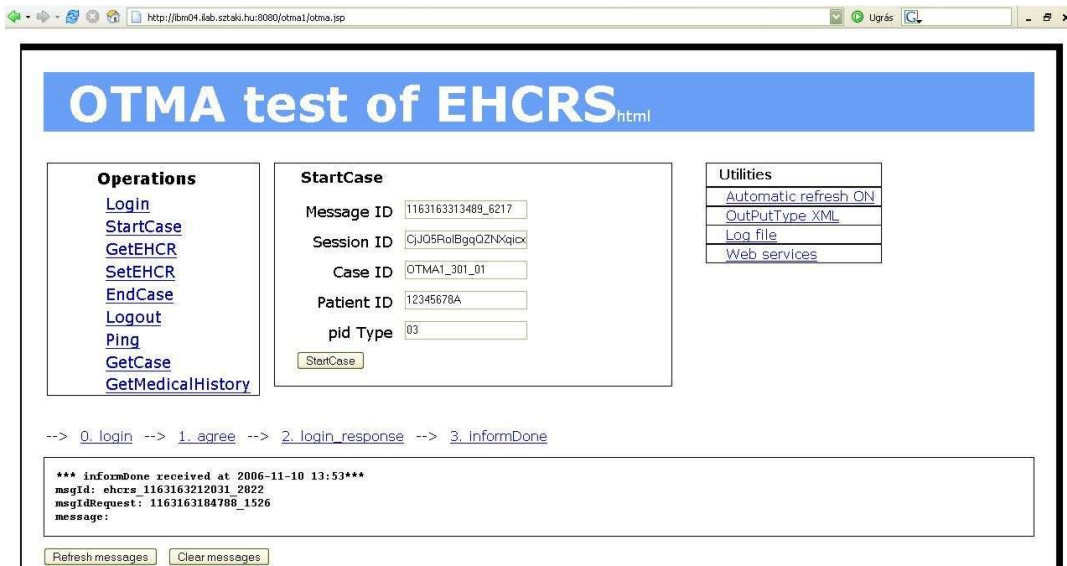 http://ibm04.ilab.sztaki.hu:8080/otma1/otma.jsp
Ugrás
OTMA test of EHCRS html
Operations
Login
StartCase
GetEHCR
SetEHCR
EndCase
Logout
Ping
GetCase
GetMedicalHistory
StartCase
Message ID 1163163313489_6217
Session ID
Case ID OTMA1_301_01
Patient ID 12345678A
pid Type 03
StartCase
Utilities
Automatic refresh ON
OutPutType XML
Log file
Web services
--> 0. login --> 1. agree --> 2. login_response --> 3. informDone
*** informDone received at 2006-11-10 13:53***
msgId: ehcrs_1163163212031_2822
msgIdRequest: 1163163184788_1526
message:
Refresh messages Clear messages